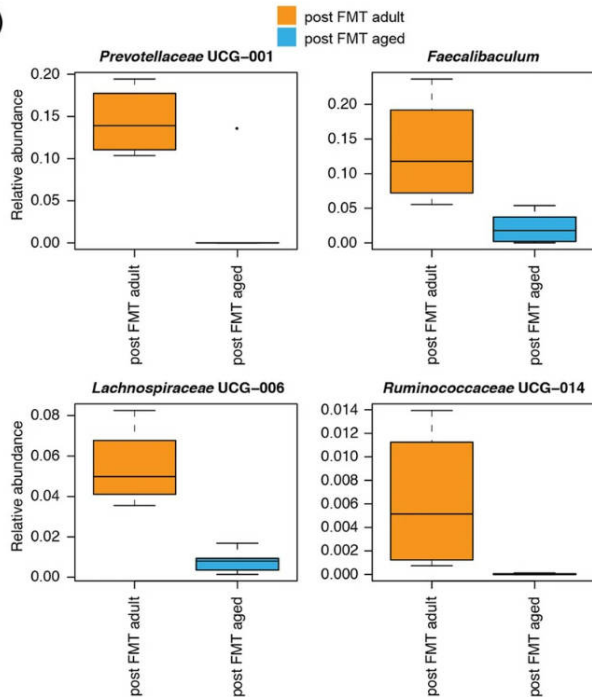 )
post FMT adult
post FMT aged
Prevotellaceae UCG–001
Relative abundance
0.20
0.15
0.10
0.05
0.00
post FMT adult
post FMT aged
Faecalibaculum
0.20
0.15
0.10
0.05
0.00
post FMT adult
post FMT aged
Lachnospiraceae UCG–006
Relative abundance
0.08
0.06
0.04
0.02
0.00
post FMT adult
post FMT aged
Ruminococcaceae UCG–014
0.014
0.012
0.010
0.008
0.006
0.004
0.002
0.000
post FMT adult
post FMT aged